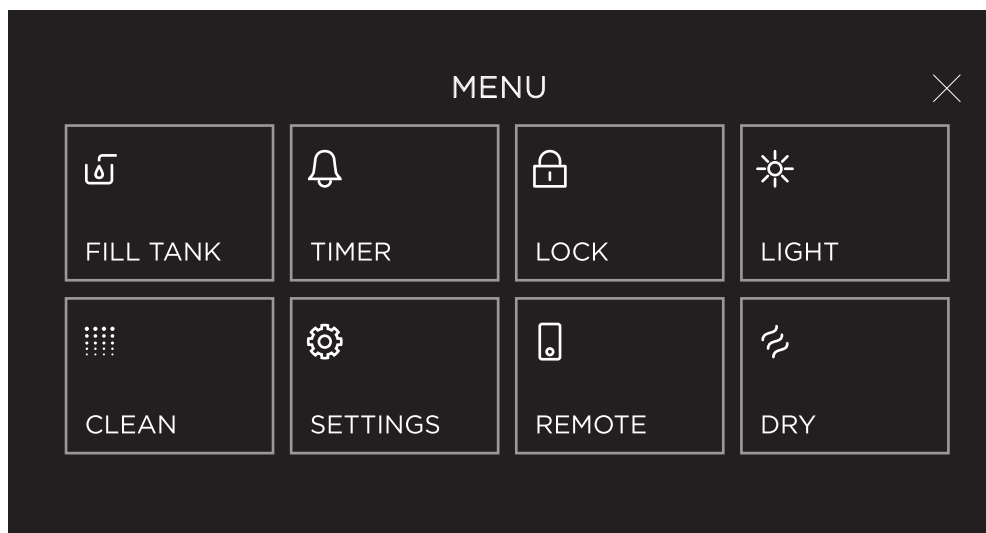 MENU
FILL TANK
TIMER
LOCK
LIGHT
CLEAN
SETTINGS
REMOTE
DRY